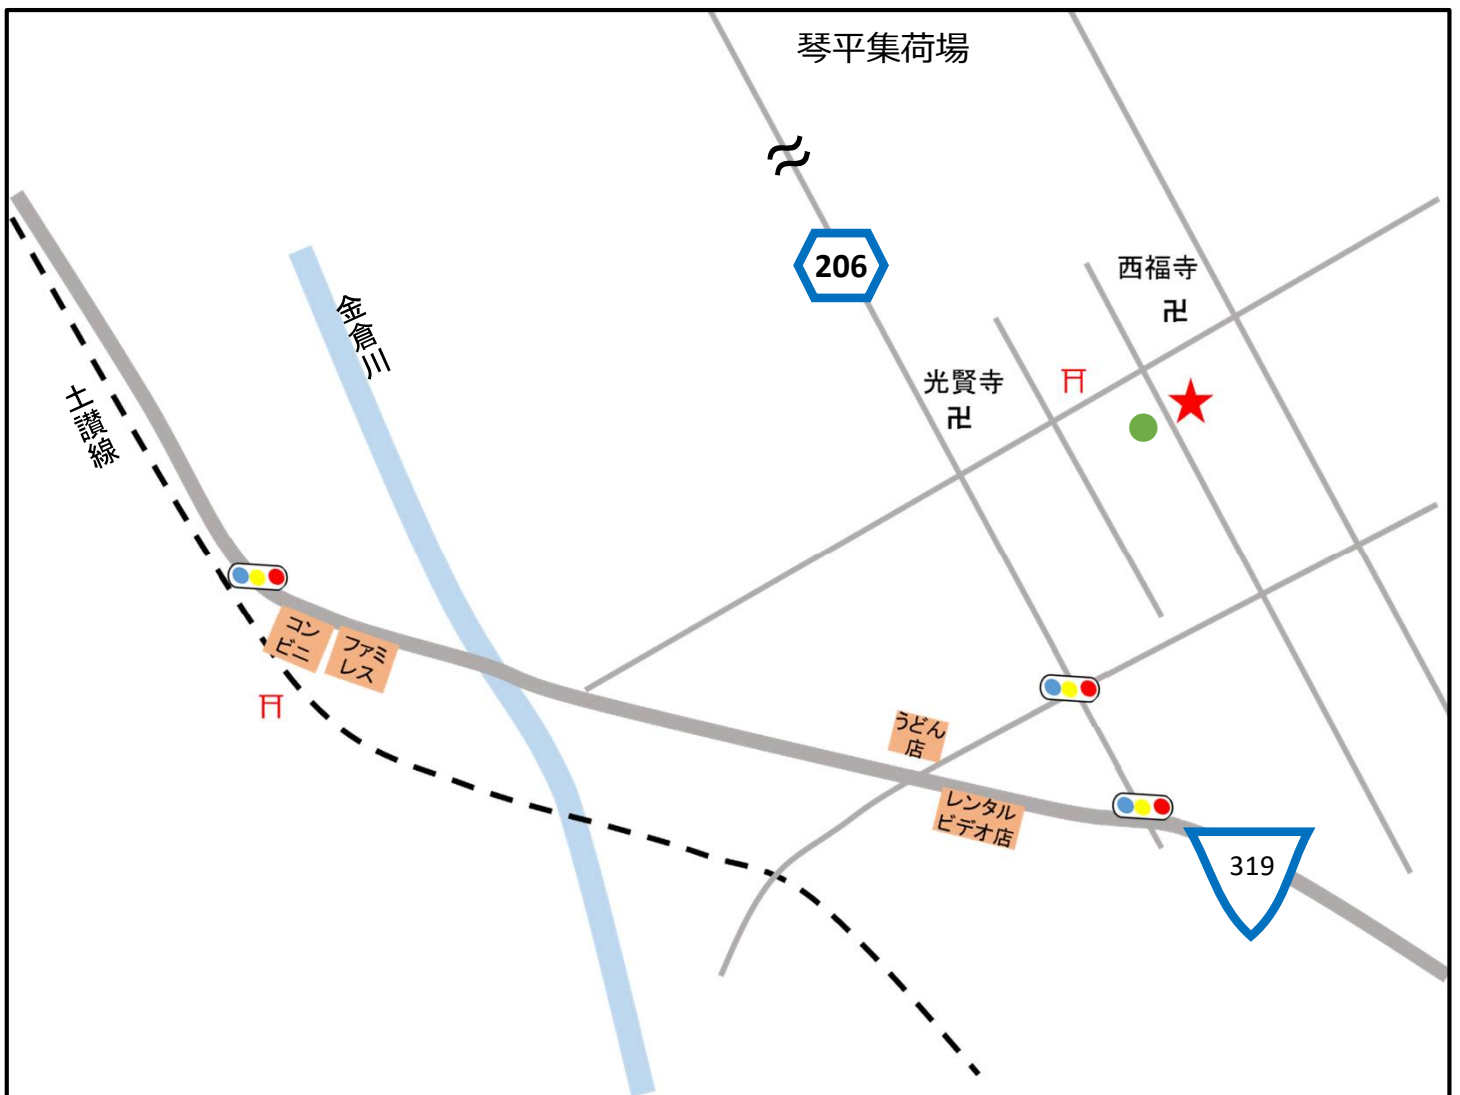 琴平集荷場
206
西福寺
卍
金倉川
光賢寺
卍
土讃線
コン
ビニ
ファミ
レス
うどん
店
レンタル
ビデオ店
319